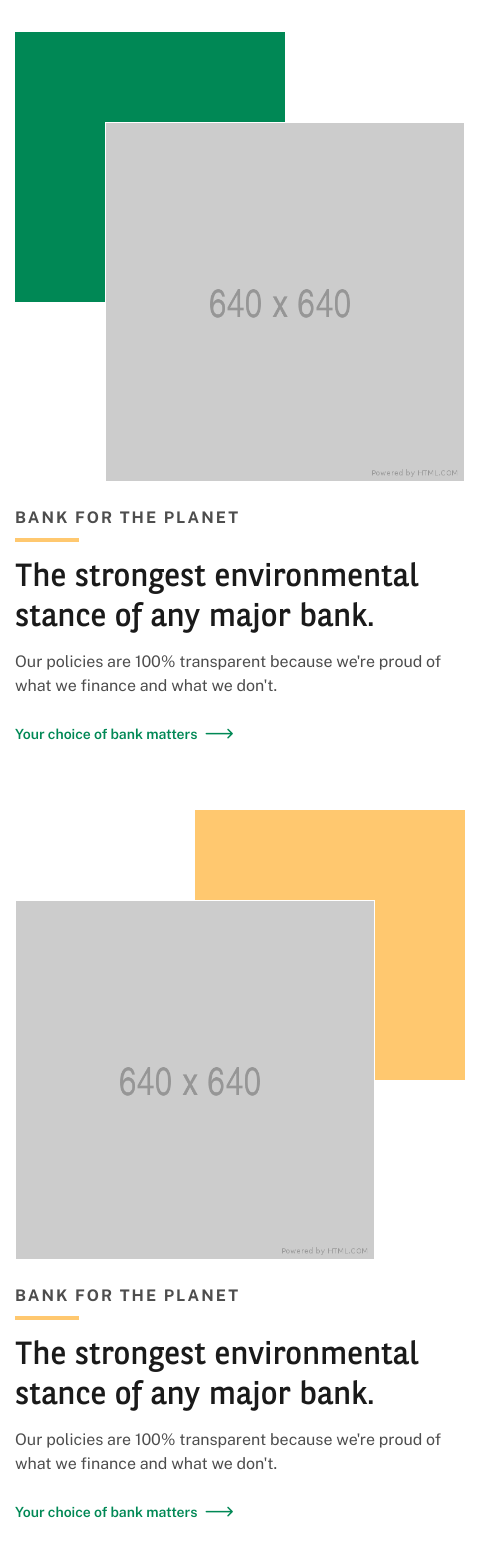 640 x 640
Powered by HTML.COM
BANK FOR THE PLANET
The strongest environmental
stance of any major bank.
Our policies are 100% transparent because we're proud of
what we finance and what we don't.
Your choice of bank matters
640 x 640
Powered by HTML.COM
BANK FOR THE PLANET
The strongest environmental
stance of any major bank.
Our policies are 100% transparent because we're proud of
what we finance and what we don't.
Your choice of bank matters